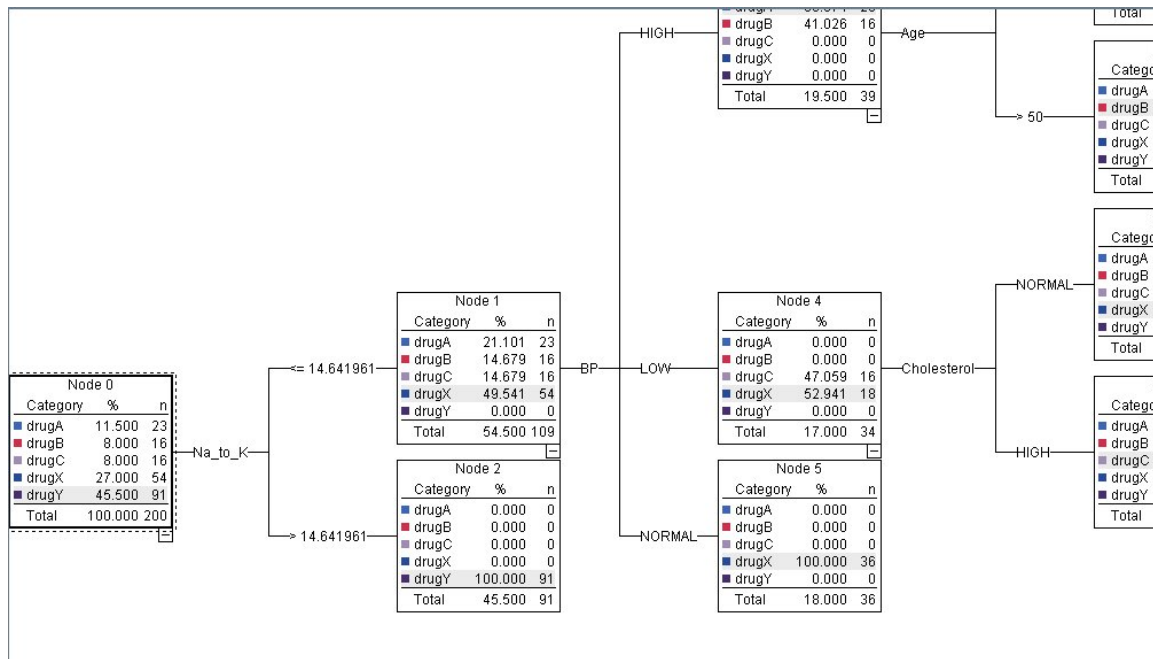 drugB 41.026 16
drugC 0.000 0
drugX 0.000 0
drugY 0.000 0
Total 19.500 39
HIGH
Age
Total
> 50
drugA
drugB
drugC
drugX
drugY
Total
Node 1
Category % n
drugA 21.101 23
drugB 14.679 16
drugC 14.679 16
drugX 49.541 54
drugY 0.000 0
Total 54.500 109
<= 14.641961
BP
LOW
Node 4
Category % n
drugA 0.000 0
drugB 0.000 0
drugC 47.059 16
drugX 52.941 18
drugY 0.000 0
Total 17.000 34
Cholesterol
NORMAL
drugA
drugB
drugC
drugX
drugY
Total
HIGH
drugA
drugB
drugC
drugX
drugY
Total
Node 0
Category % n
drugA 11.500 23
drugB 8.000 16
drugC 8.000 16
drugX 27.000 54
drugY 45.500 91
Total 100.000 200
Na_to_K
> 14.641961
Node 2
Category % n
drugA 0.000 0
drugB 0.000 0
drugC 0.000 0
drugX 0.000 0
drugY 100.000 91
Total 45.500 91
NORMAL
Node 5
Category % n
drugA 0.000 0
drugB 0.000 0
drugC 0.000 0
drugX 100.000 36
drugY 0.000 0
Total 18.000 36